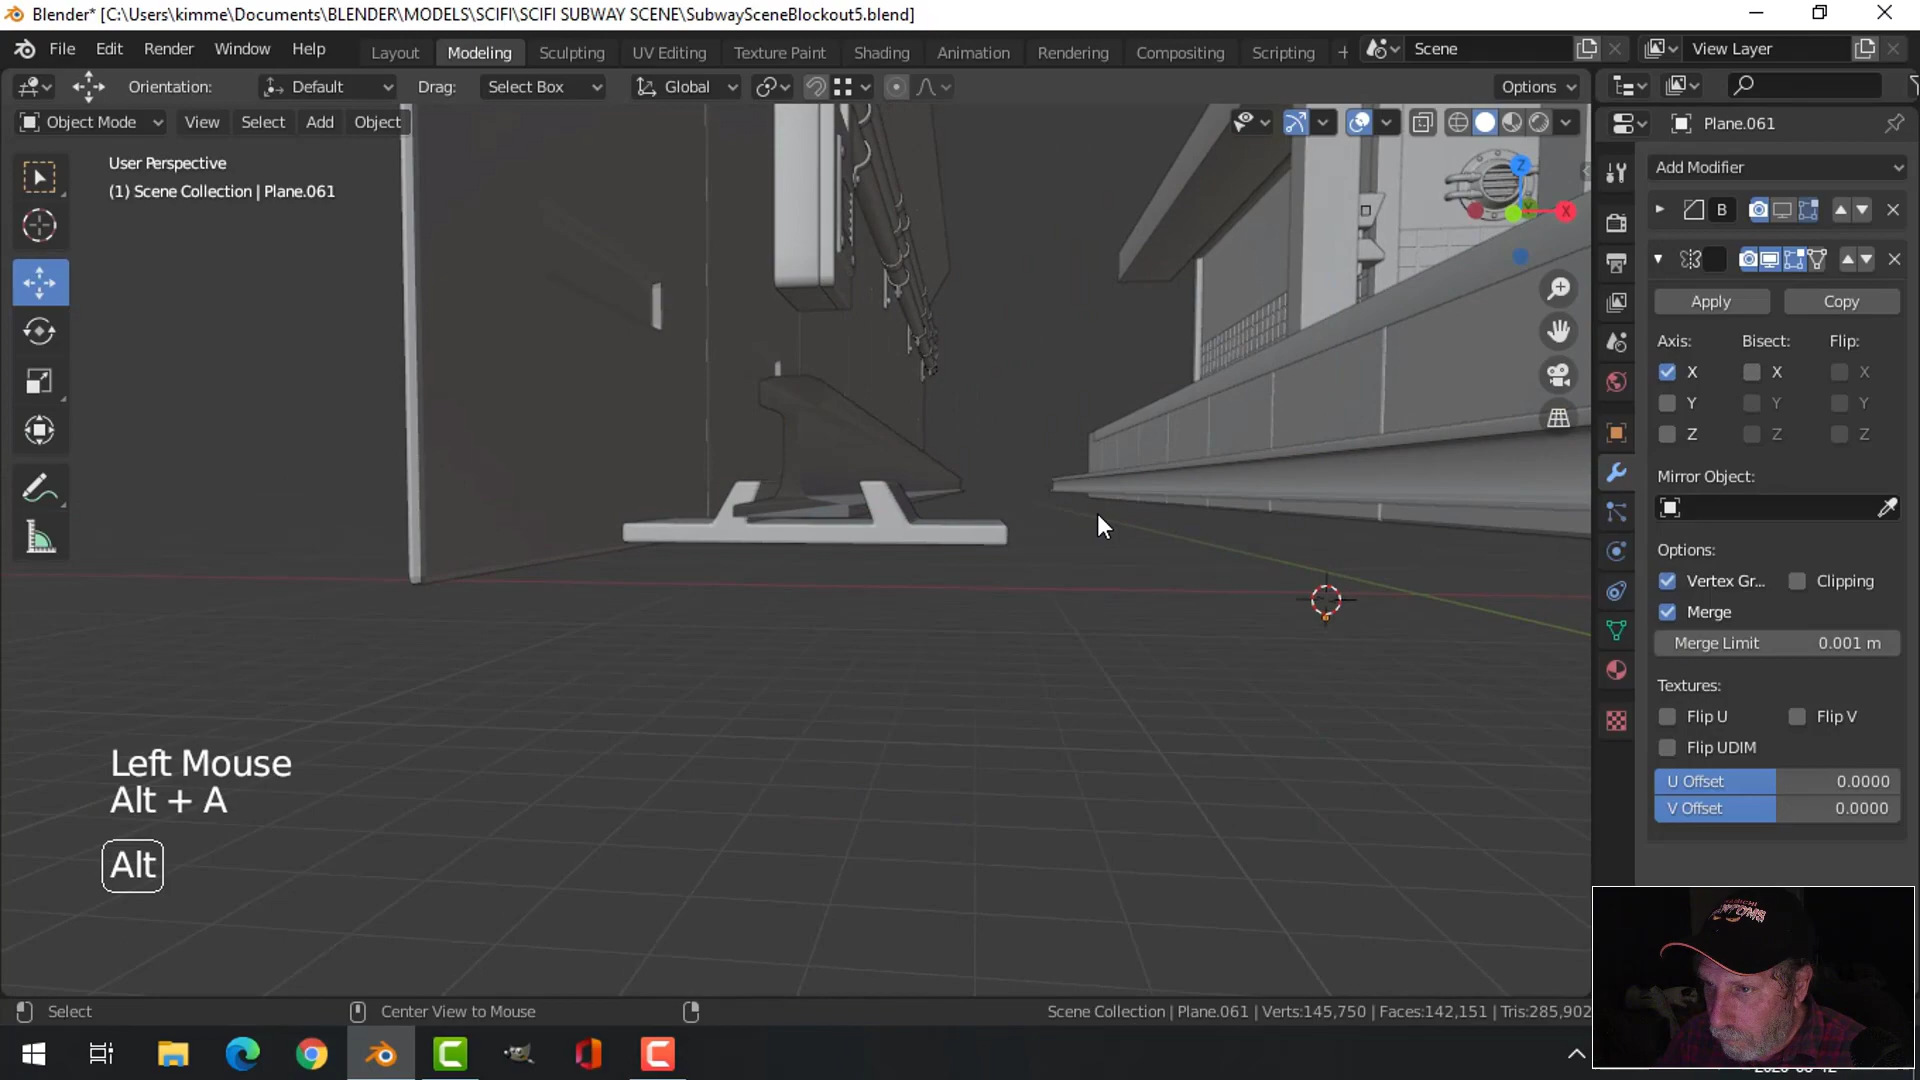 Blender* [C:\Users\kimme\Documents\BLENDER\MODELS\SCIFI\SCIFI SUBWAY SCENE\SubwaySceneBlockout5.blend]
File Edit Render Window Help Layout Modeling Sculpting UV Editing Texture Paint Shading Animation Rendering Compositing Scripting + Scene View Layer
Orientation: Default Drag: Select Box Global Options
Object Mode View Select Add Object Plane.061
User Perspective
(1) Scene Collection | Plane.061
Add Modifier
B
Z
X
Apply Copy
Axis: Bisect: Flip:
X X X
Y Y Y
Z Z Z
Mirror Object:
Options:
Vertex Gr... Clipping
Merge
Merge Limit 0.001 m
Textures:
Flip U Flip V
Flip UDIM
U Offset 0.0000
V Offset 0.0000
Left Mouse
Alt + A
Alt
Select Center View to Mouse Scene Collection | Plane.061 | Verts:145,750 | Faces:142,151 | Tris:285,902